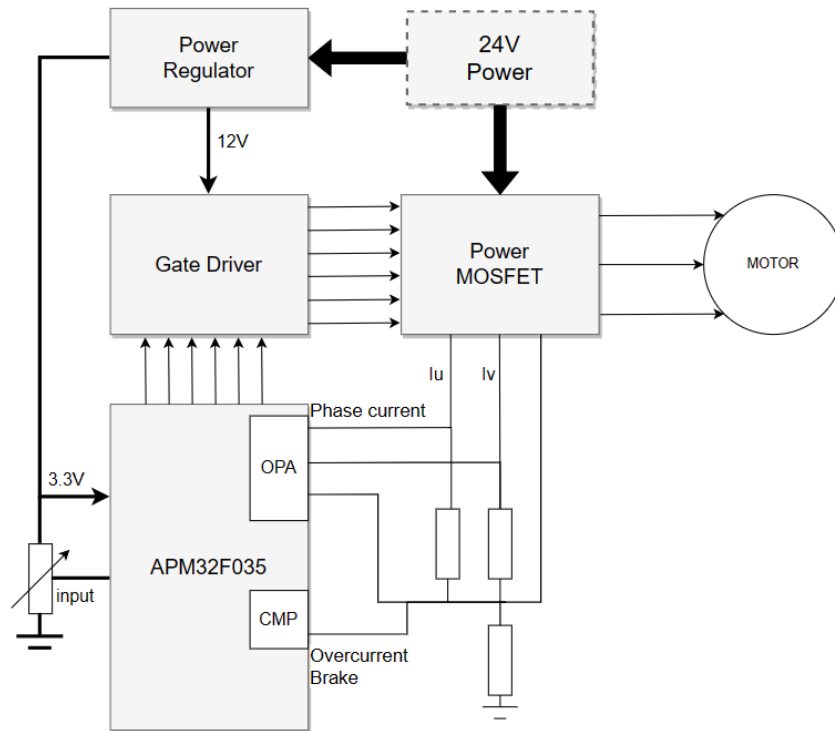 Power
Regulator
24V
Power
12V
Gate Driver
Power
MOSFET
MOTOR
Iu
Iv
Phase current
OPA
3.3V
APM32F035
input
CMP
Overcurrent
Brake